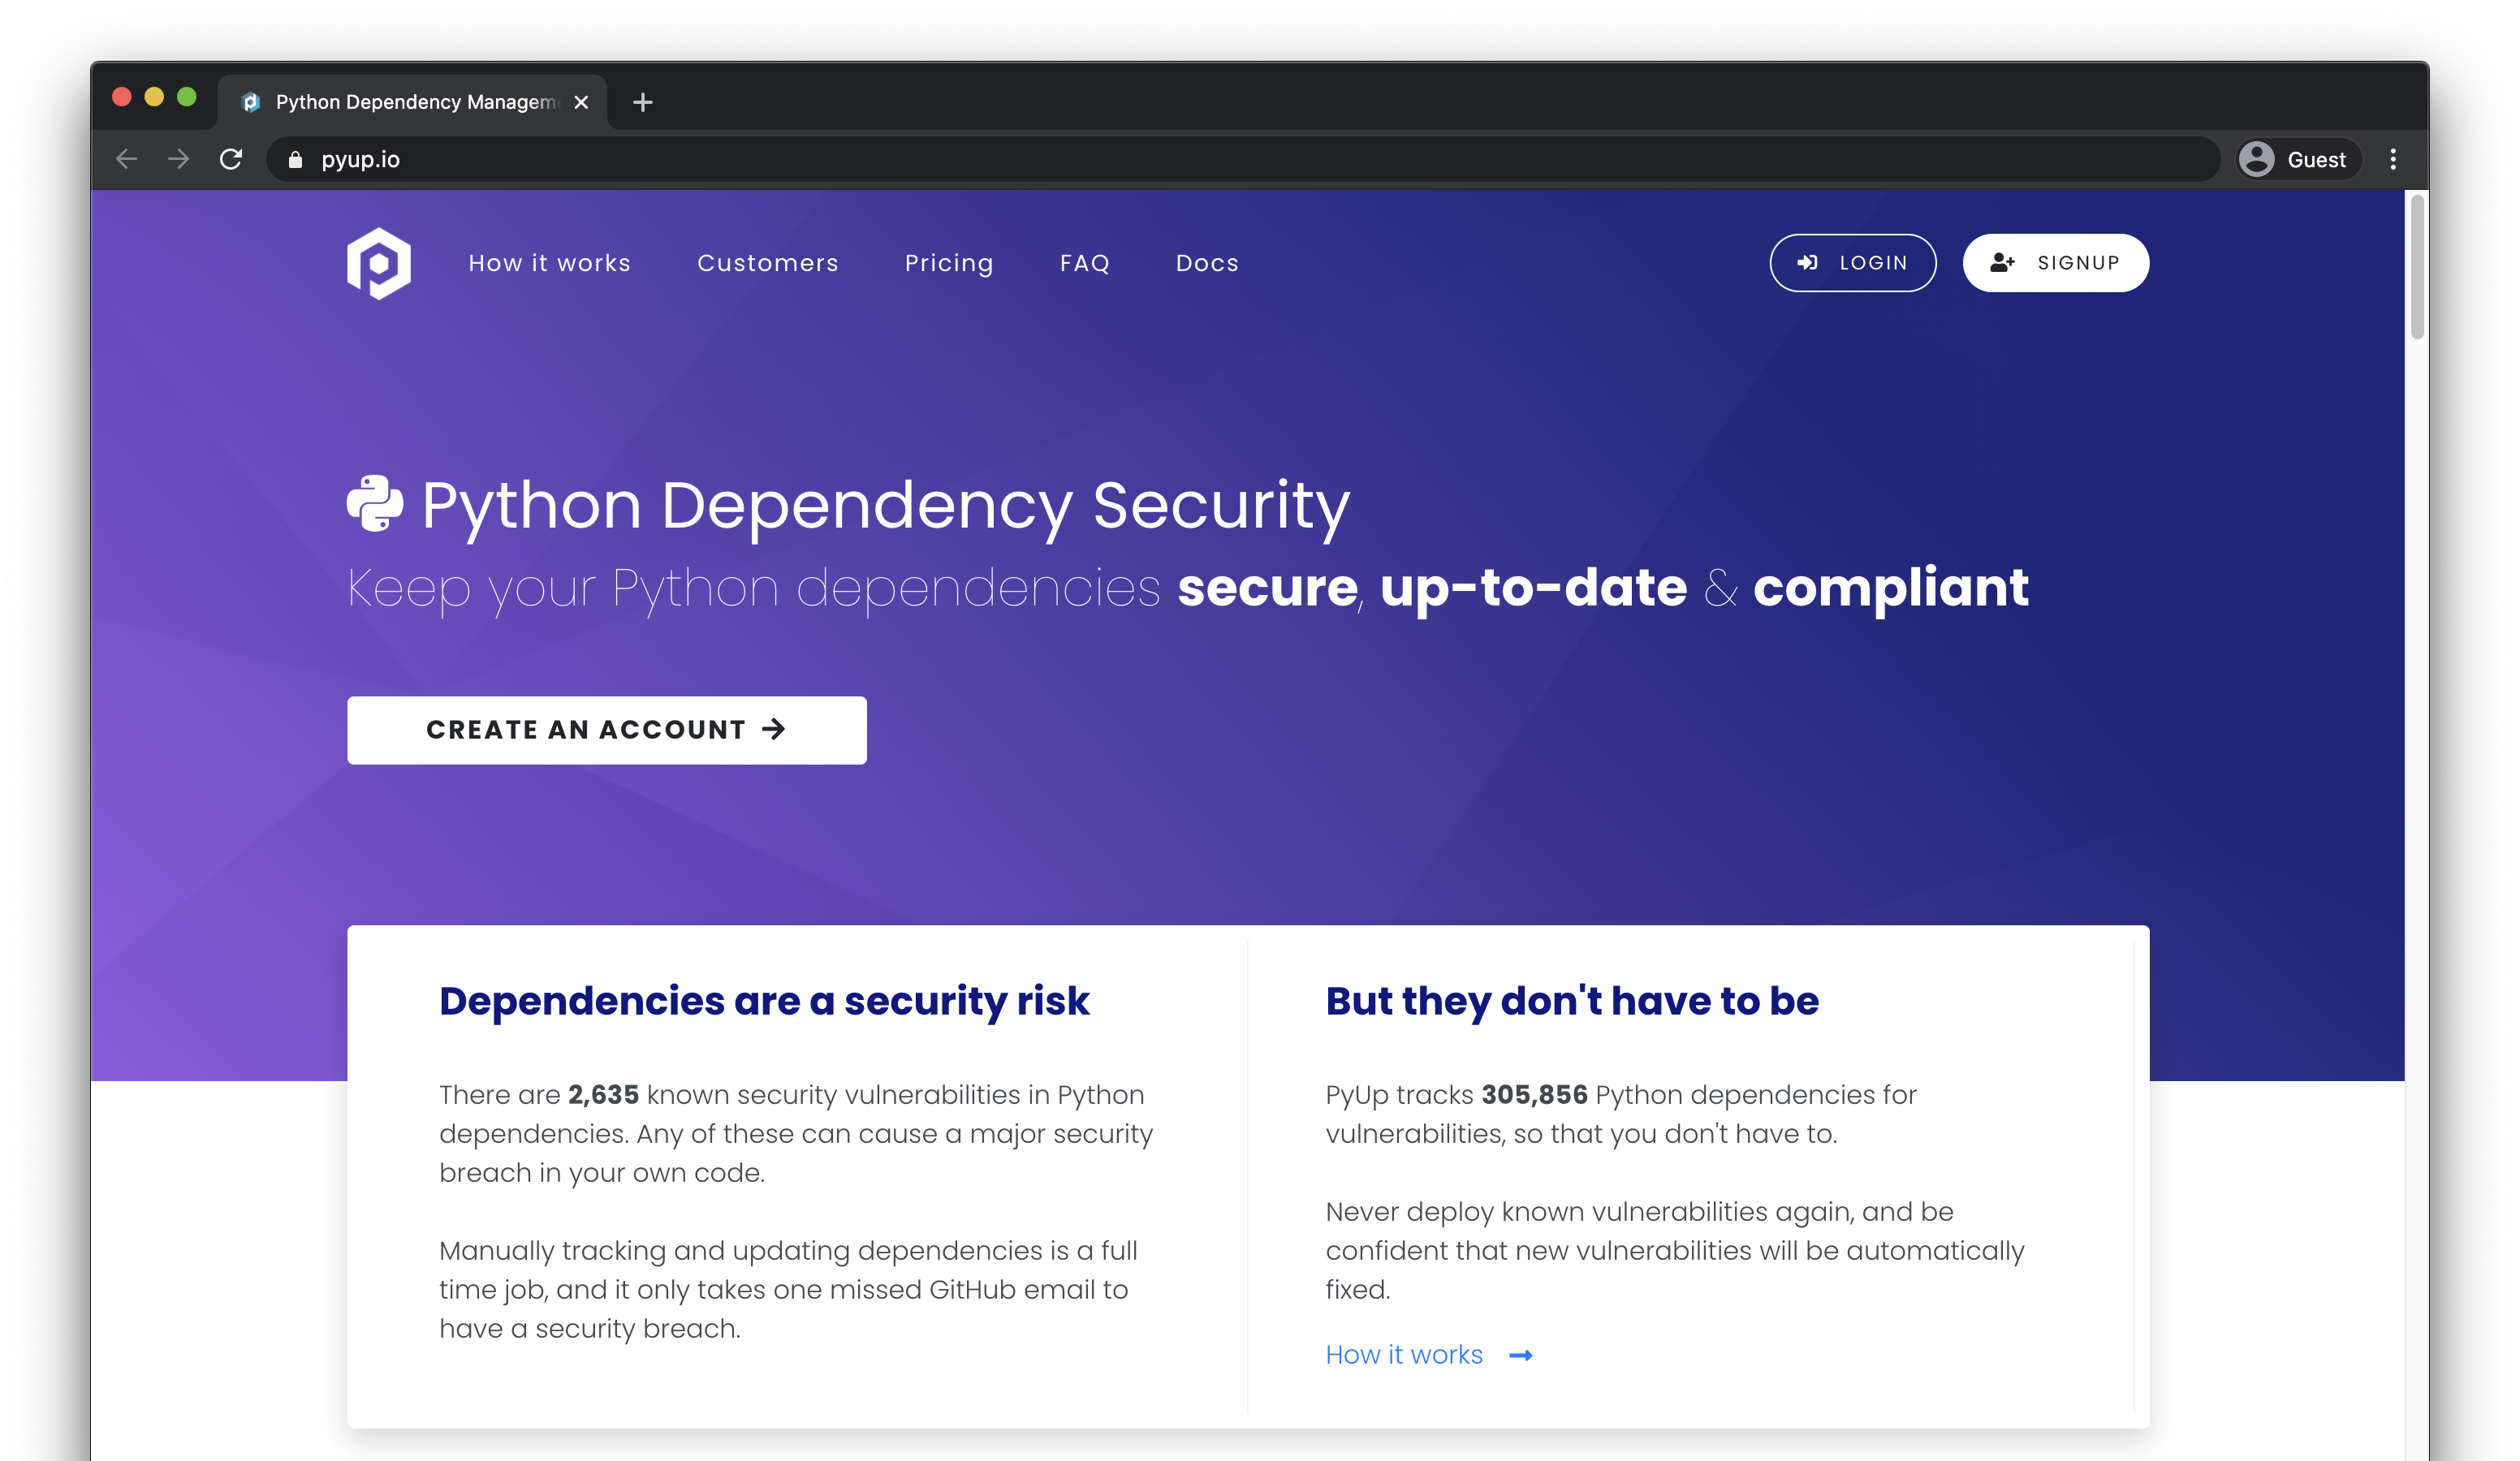 Python Dependency Managem
pyup.io
Guest
How it works
Customers
Pricing
FAQ
Docs
LOGIN
SIGNUP
Python Dependency Security
Keep your Python dependencies secure, up-to-date & compliant
CREATE AN ACCOUNT
Dependencies are a security risk
There are 2,635 known security vulnerabilities in Python
dependencies. Any of these can cause a major security
breach in your own code.
Manually tracking and updating dependencies is a full
time job, and it only takes one missed GitHub email to
have a security breach.
But they don't have to be
PyUp tracks 305,856 Python dependencies for
vulnerabilities, so that you don't have to.
Never deploy known vulnerabilities again, and be
confident that new vulnerabilities will be automatically
fixed.
How it works